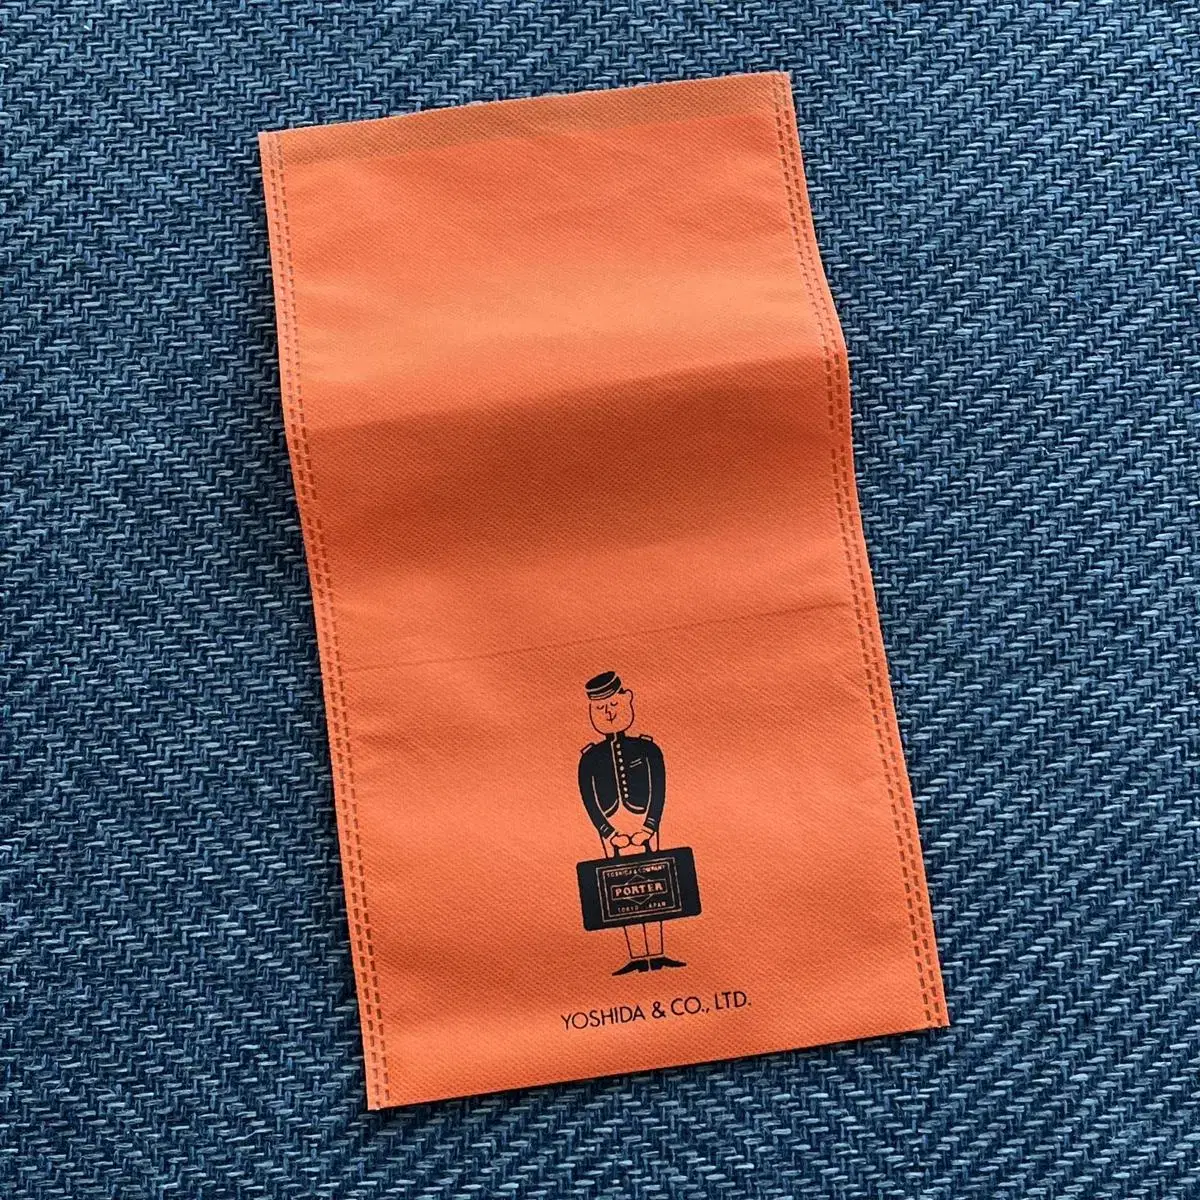 YOSHIDA & COMPANY
PORTER
TOKYO JAPAN
YOSHIDA & CO., LTD.